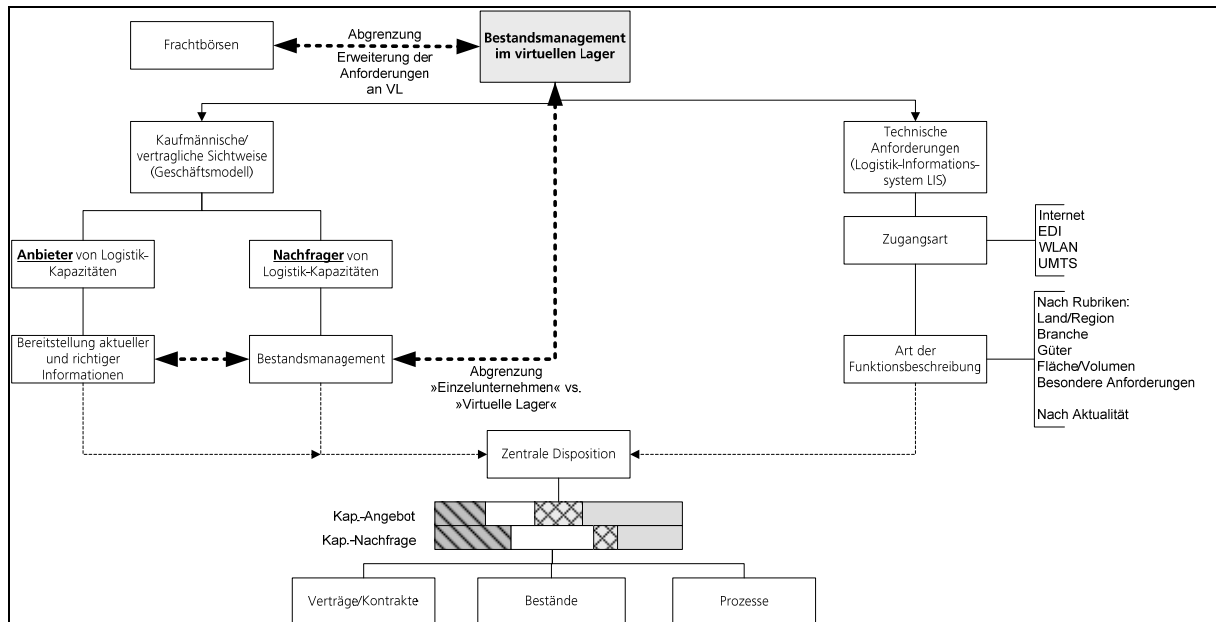 Frachtbörsen
Abgrenzung
Erweiterung der
Anforderungen
an VL
Bestandsmanagement
im virtuellen Lager
Kaufmännische/
vertragliche Sichtweise
(Geschäftsmodell)
Technische
Anforderungen
(Logistik-Informations-
system LIS)
Anbieter von Logistik-
Kapazitäten
Nachfrager von
Logistik-Kapazitäten
Zugangsart
Internet
EDI
WLAN
UMTS
Bereitstellung aktueller
und richtiger
Informationen
Bestandsmanagement
Abgrenzung
»Einzelunternehmen« vs.
»Virtuelle Lager«
Art der
Funktionsbeschreibung
Nach Rubriken:
Land/Region
Branche
Güter
Fläche/Volumen
Besondere Anforderungen
Nach Aktualität
Zentrale Disposition
Kap.-Angebot
Kap.-Nachfrage
Verträge/Kontrakte
Bestände
Prozesse